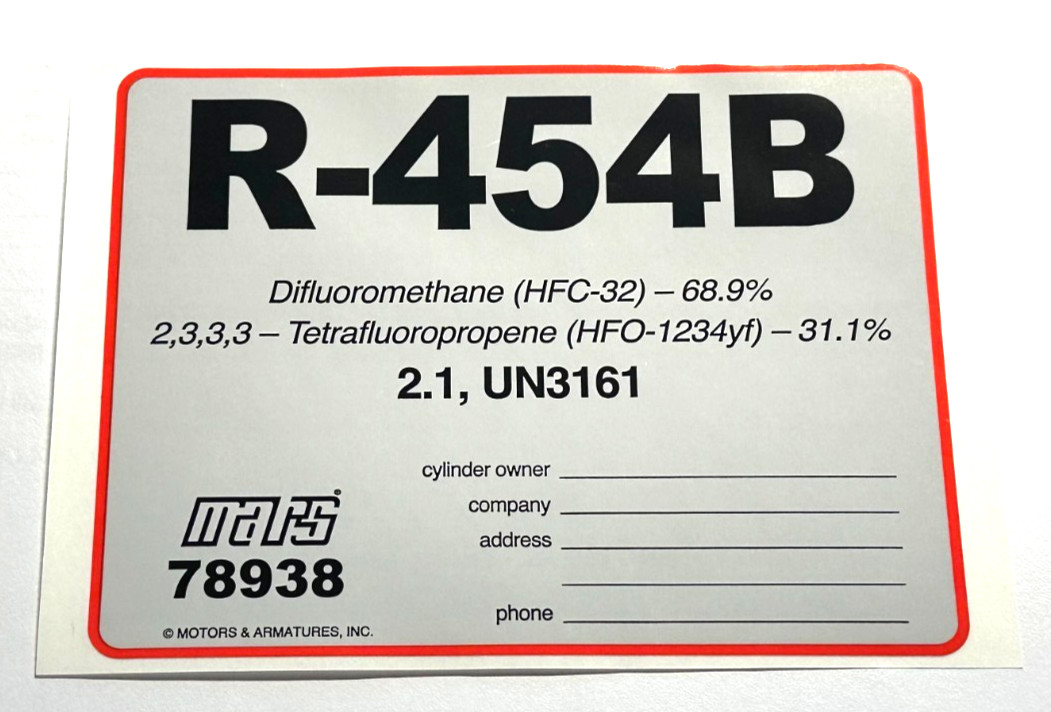 R-454B
Difluoromethane (HFC-32) – 68.9%
2,3,3,3 – Tetrafluoropropene (HFO-1234yf) – 31.1%
2.1, UN3161
cylinder owner
company
address
phone
mars®
78938
© MOTORS & ARMATURES, INC.